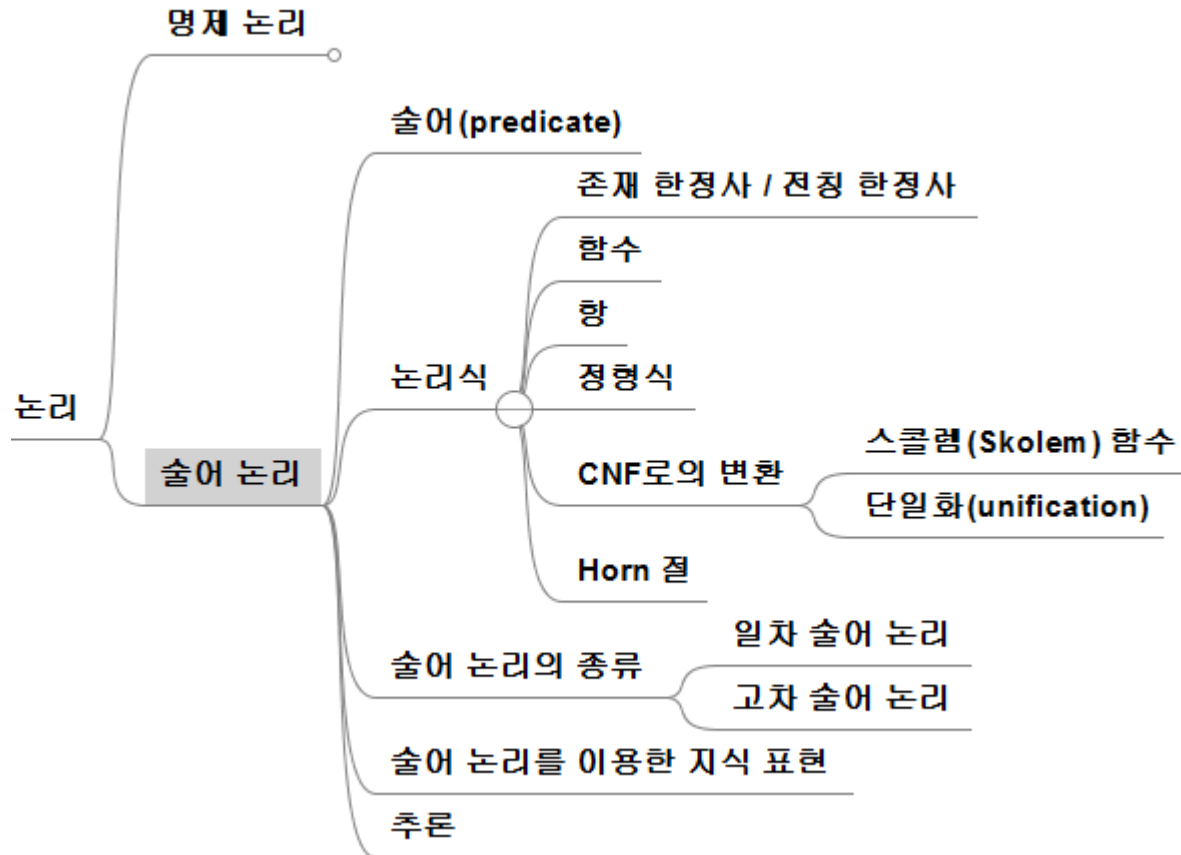 명제 논리
술어(predicate)
존재 한정사 / 전칭 한정사
함수
항
논리식
정형식
논리
스콜렘(Skolem) 함수
술어 논리
CNF로의 변환
단일화(unification)
Horn 절
일차 술어 논리
술어 논리의 종류
고차 술어 논리
술어 논리를 이용한 지식 표현
추론